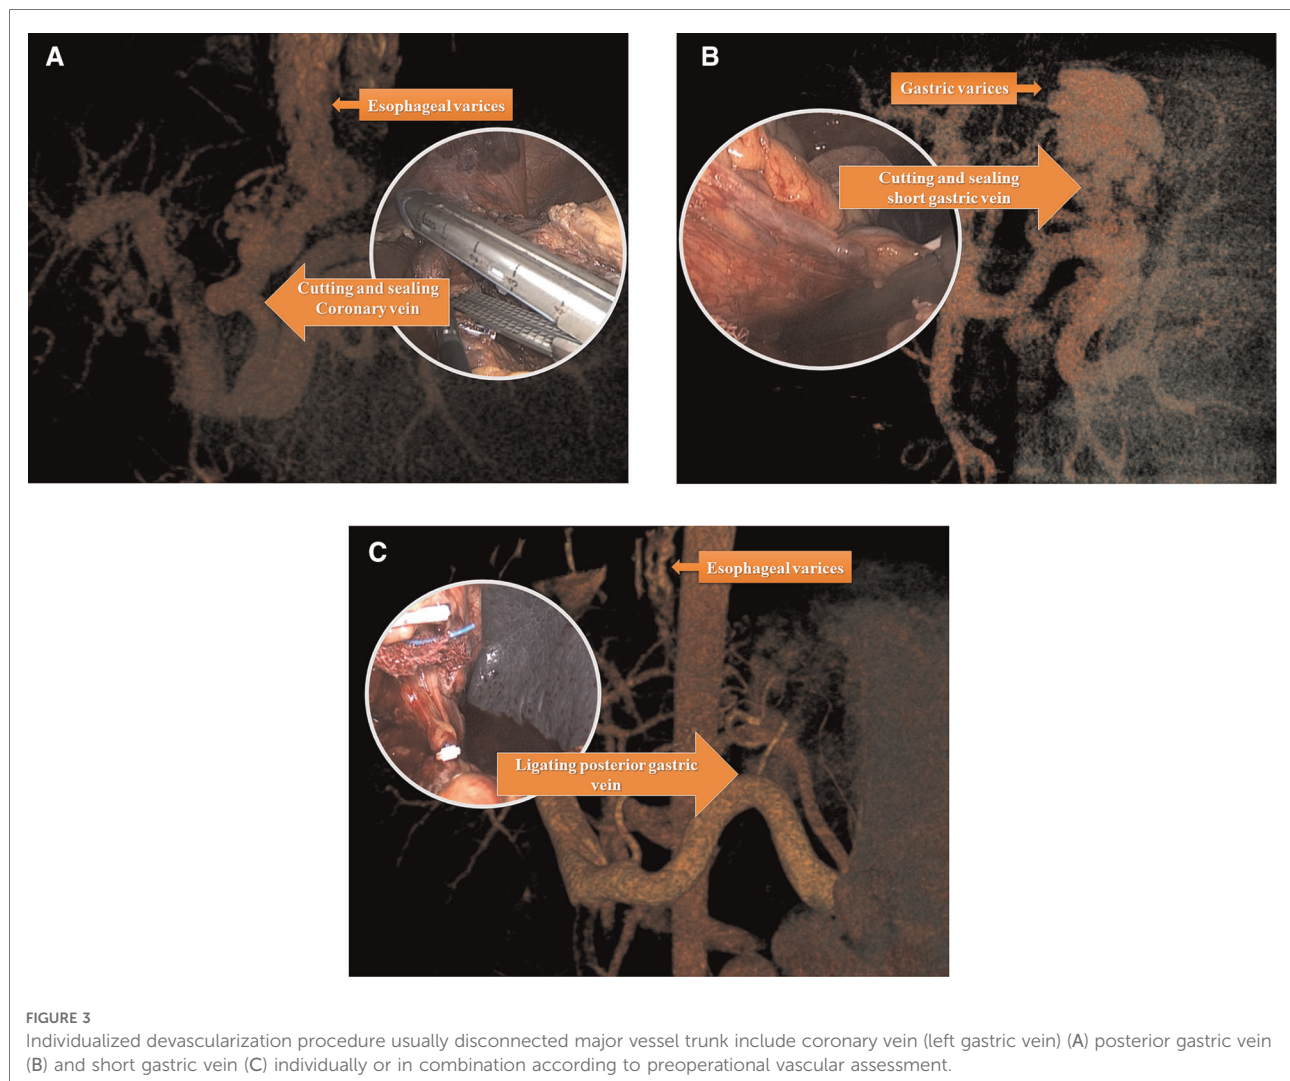 A
Esophageal varices
Cutting and sealing
Coronary vein
B
Gastric varices
Cutting and sealing
short gastric vein
C
Esophageal varices
Ligating posterior gastric
vein
FIGURE 3
Individualized devascularization procedure usually disconnected major vessel trunk include coronary vein (left gastric vein) (A) posterior gastric vein
(B) and short gastric vein (C) individually or in combination according to preoperational vascular assessment.